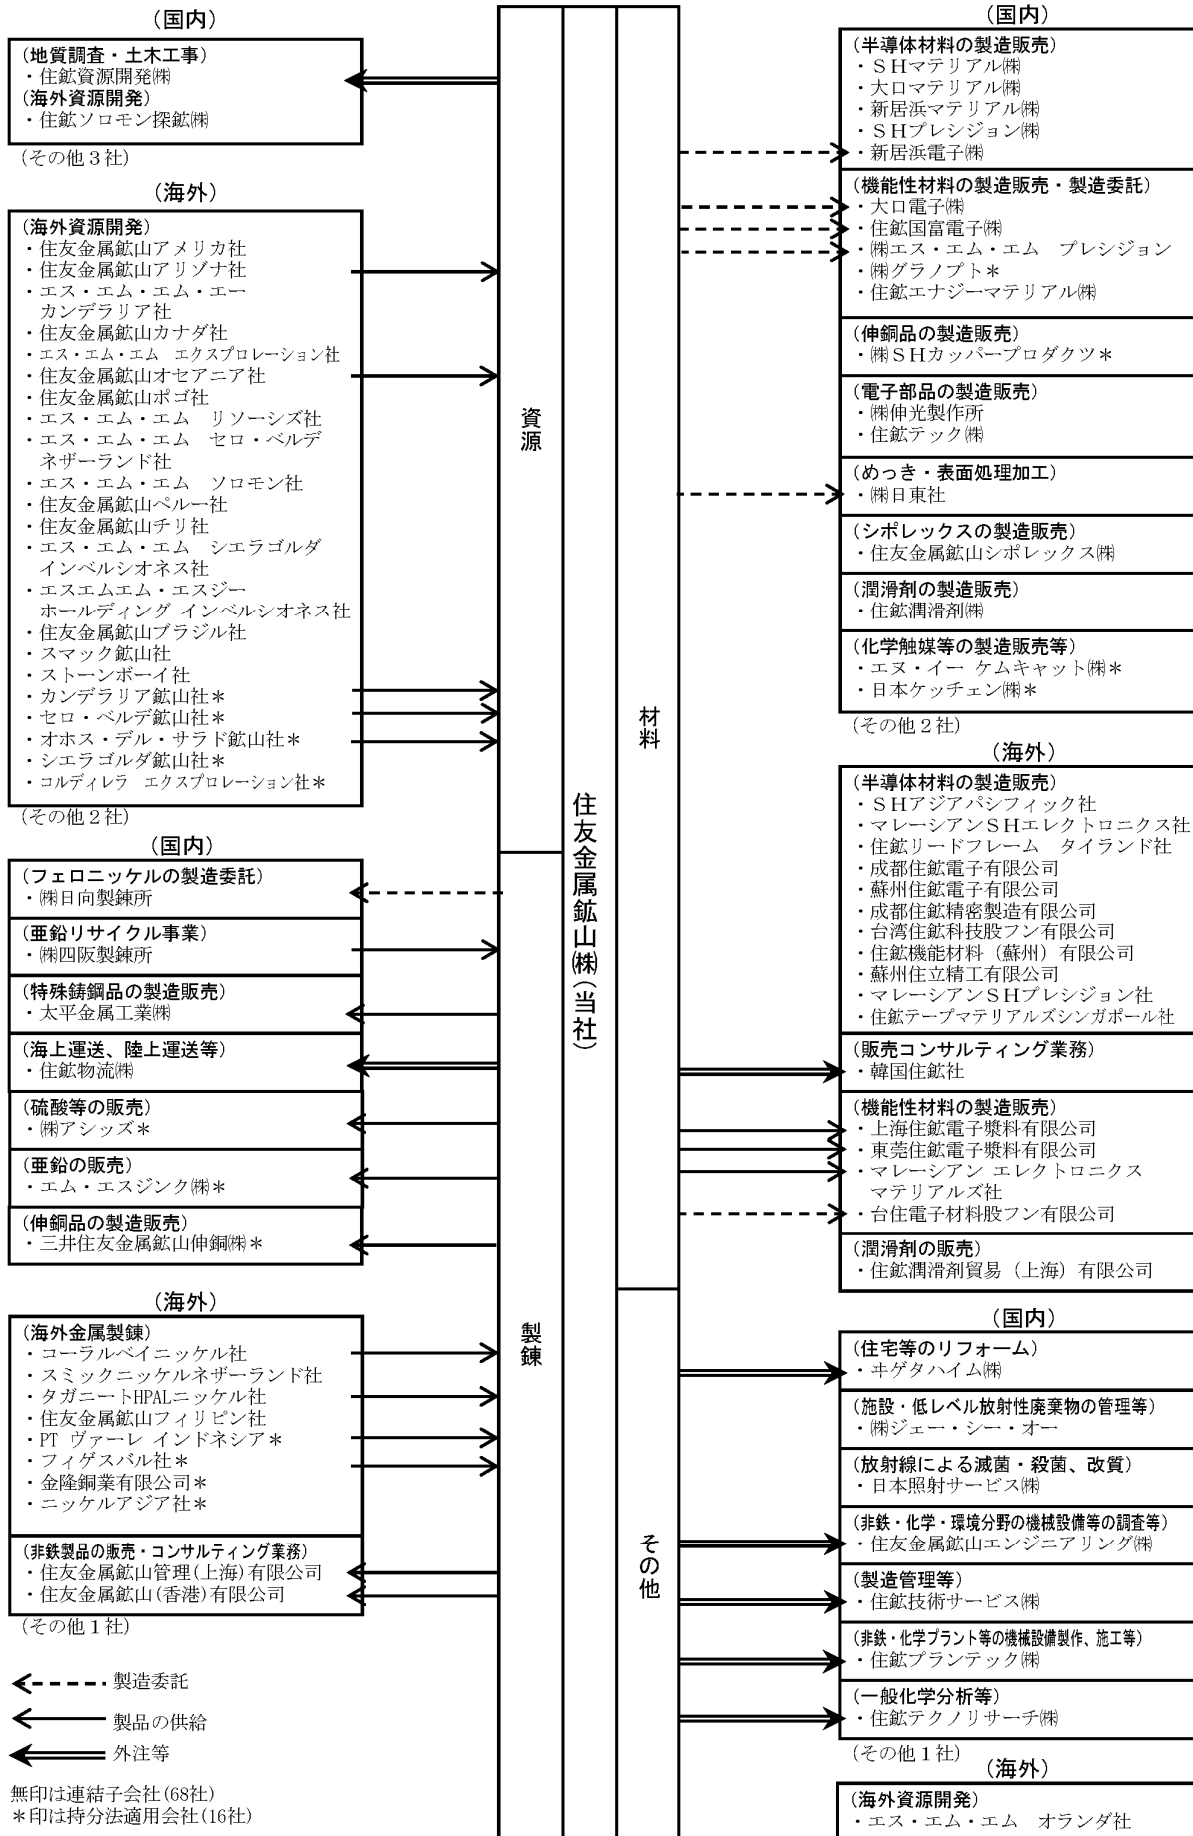 (国内)
(地質調査・土木工事)
・住鉱資源開発㈱
(海外資源開発)
・住鉱ソロモン探鉱㈱
(その他3社)
(海外)
(海外資源開発)
・住友金属鉱山アメリカ社
・住友金属鉱山アリゾナ社
・エス・エム・エム・エー
カンデラリア社
・住友金属鉱山カナダ社
・エス・エム・エム　エクスプロレーション社
・住友金属鉱山オセアニア社
・住友金属鉱山ポゴ社
・エス・エム・エム　リソーシズ社
・エス・エム・エム　セロ・ベルデ
ネザーランド社
・エス・エム・エム　ソロモン社
・住友金属鉱山ペルー社
・住友金属鉱山チリ社
・エス・エム・エム　シエラゴルダ
インベルシオネス社
・エスエムエム・エスジー
ホールディング インベルシオネス社
・住友金属鉱山ブラジル社
・スマック鉱山社
・ストーンボーイ社
・カンデラリア鉱山社＊
・セロ・ベルデ鉱山社＊
・オホス・デル・サラド鉱山社＊
・シエラゴルダ鉱山社＊
・コルディレラ　エクスプロレーション社＊
(その他2社)
(国内)
(フェロニッケルの製造委託)
・㈱日向製錬所
(亜鉛リサイクル事業)
・㈱四阪製錬所
(特殊鋳鋼品の製造販売)
・太平金属工業㈱
(海上運送、陸上運送等)
・住鉱物流㈱
(硫酸等の販売)
・㈱アシッズ＊
(亜鉛の販売)
・エム・エスジンク㈱＊
(伸銅品の製造販売)
・三井住友金属鉱山伸銅㈱＊
(海外)
(海外金属製錬)
・コーラルベイニッケル社
・スミックニッケルネザーランド社
・タガニートHPALニッケル社
・住友金属鉱山フィリピン社
・PT ヴァーレ インドネシア＊
・フィゲスバル社＊
・金隆銅業有限公司＊
・ニッケルアジア社＊
(非鉄製品の販売・コンサルティング業務)
・住友金属鉱山管理(上海)有限公司
・住友金属鉱山(香港)有限公司
(その他1社)
製造委託
製品の供給
外注等
無印は連結子会社(68社)
＊印は持分法適用会社(16社)
資源
製錬
住友金属鉱山㈱(当社)
材料
その他
(国内)
(半導体材料の製造販売)
・ＳＨマテリアル㈱
・大口マテリアル㈱
・新居浜マテリアル㈱
・ＳＨプレシジョン㈱
・新居浜電子㈱
(機能性材料の製造販売・製造委託)
・大口電子㈱
・住鉱国富電子㈱
・㈱エス・エム・エム　プレシジョン
・㈱グラノプト＊
・住鉱エナジーマテリアル㈱
(伸銅品の製造販売)
・㈱ＳＨカッパープロダクツ＊
(電子部品の製造販売)
・㈱伸光製作所
・住鉱テック㈱
(めっき・表面処理加工)
・㈱日東社
(シポレックスの製造販売)
・住友金属鉱山シポレックス㈱
(潤滑剤の製造販売)
・住鉱潤滑剤㈱
(化学触媒等の製造販売等)
・エヌ・イー ケムキャット㈱＊
・日本ケッチェン㈱＊
(その他2社)
(海外)
(半導体材料の製造販売)
・ＳＨアジアパシフィック社
・マレーシアンＳＨエレクトロニクス社
・住鉱リードフレーム　タイランド社
・成都住鉱電子有限公司
・蘇州住鉱電子有限公司
・成都住鉱精密製造有限公司
・台湾住鉱科技股フン有限公司
・住鉱機能材料（蘇州）有限公司
・蘇州住立精工有限公司
・マレーシアンＳＨプレシジョン社
・住鉱テープマテリアルズシンガポール社
(販売コンサルティング業務)
・韓国住鉱社
(機能性材料の製造販売)
・上海住鉱電子漿料有限公司
・東莞住鉱電子漿料有限公司
・マレーシアン エレクトロニクス
マテリアルズ社
・台住電子材料股フン有限公司
(潤滑剤の販売)
・住鉱潤滑剤貿易（上海）有限公司
(国内)
(住宅等のリフォーム)
・ヰゲタハイム㈱
(施設・低レベル放射性廃棄物の管理等)
・㈱ジェー・シー・オー
(放射線による滅菌・殺菌、改質)
・日本照射サービス㈱
(非鉄・化学・環境分野の機械設備等の調査等)
・住友金属鉱山エンジニアリング㈱
(製造管理等)
・住鉱技術サービス㈱
(非鉄・化学プラント等の機械設備製作、施工等)
・住鉱プランテック㈱
(一般化学分析等)
・住鉱テクノリサーチ㈱
(その他1社)
(海外)
(海外資源開発)
・エス・エム・エム　オランダ社